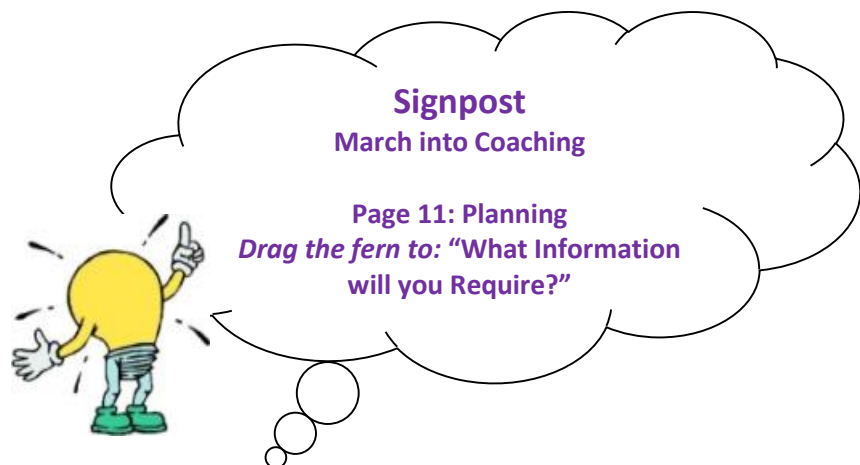 Signpost
March into Coaching
Page 11: Planning
Drag the fern to: “What Information
will you Require?”